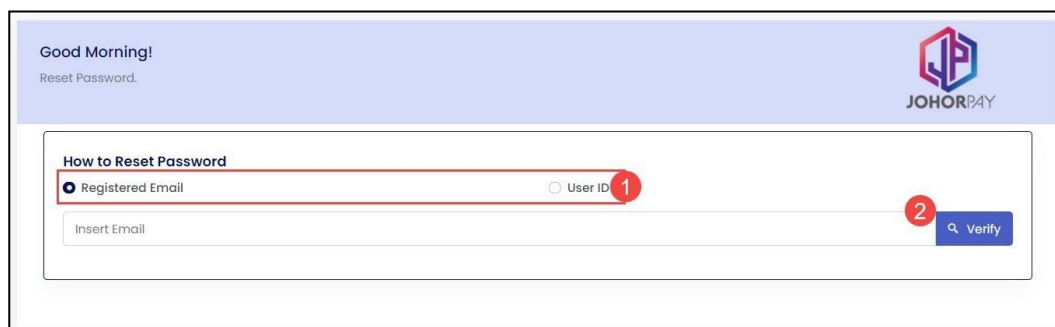 Good Morning!
Reset Password.
JOHORPAY
How to Reset Password
Registered Email
User ID
1
2
Insert Email
Verify